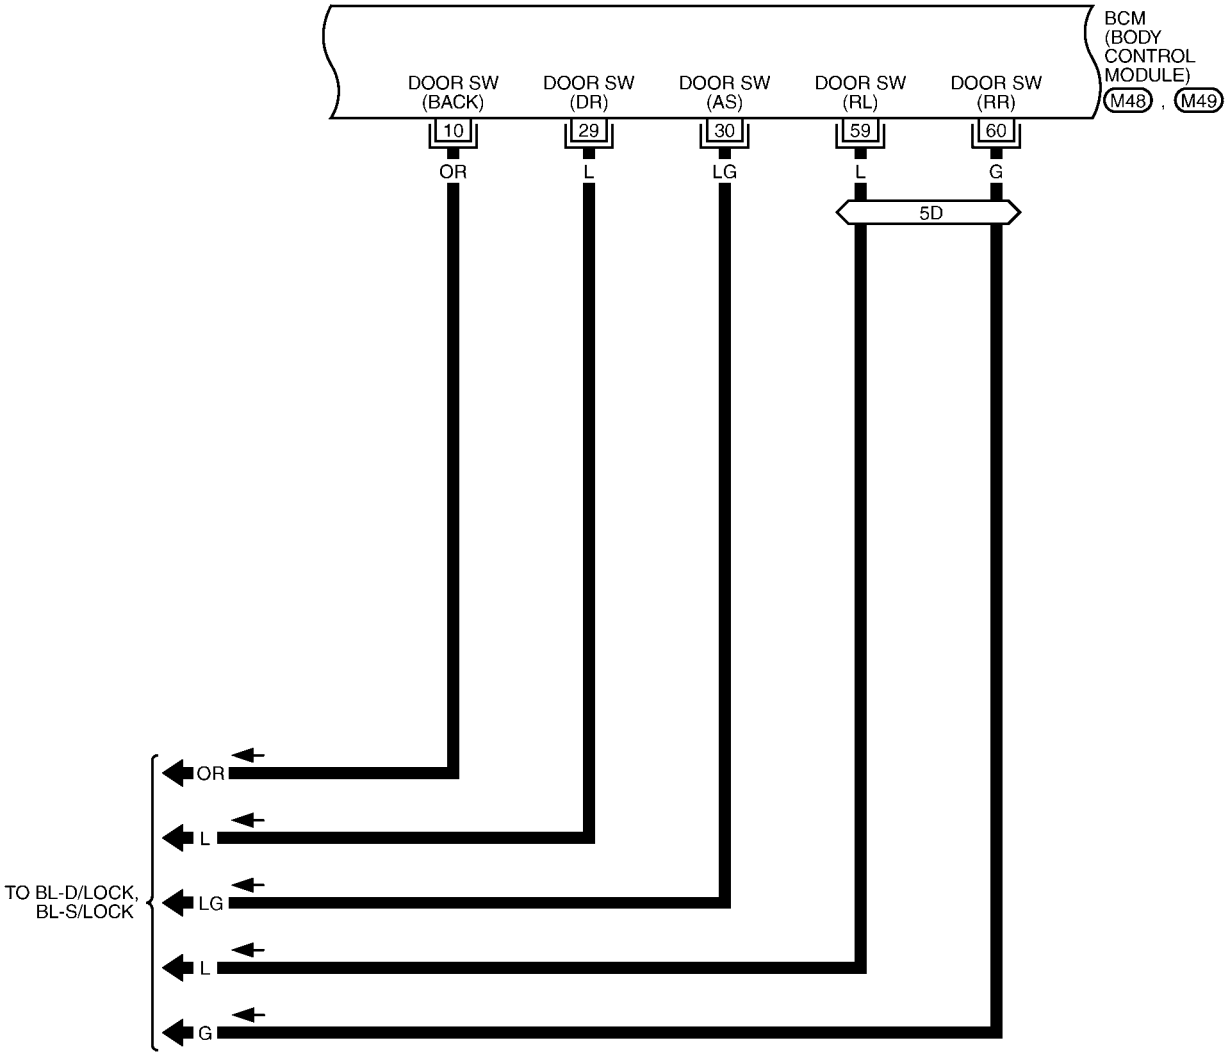 BCM
(BODY
CONTROL
MODULE)
M48 , M49
DOOR SW
(BACK)
DOOR SW
(DR)
DOOR SW
(AS)
DOOR SW
(RL)
DOOR SW
(RR)
10 29 30 59 60
OR L LG L G
5D
OR
L
TO BL-D/LOCK,
BL-S/LOCK
LG
L
G